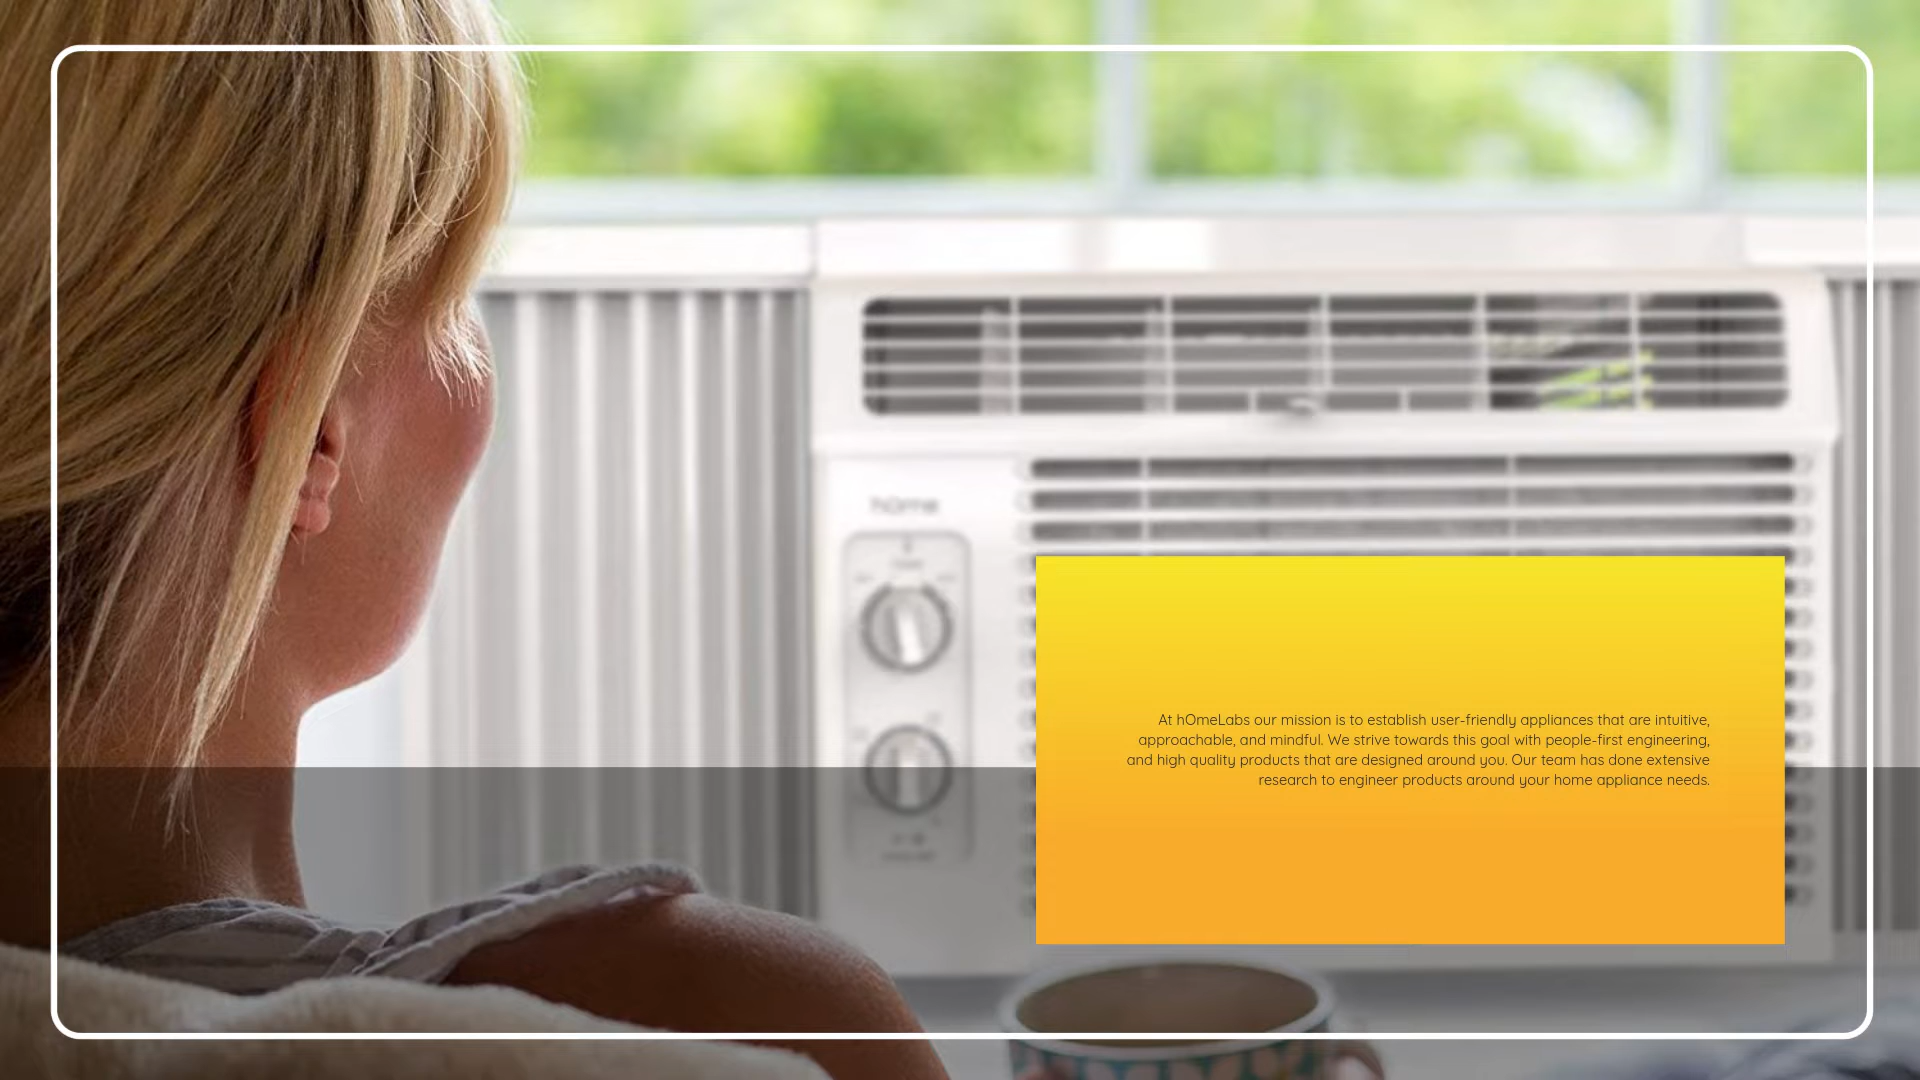 home
At hOmeLabs our mission is to establish user-friendly appliances that are intuitive,
approachable, and mindful. We strive towards this goal with people-first engineering,
and high quality products that are designed around you. Our team has done extensive
research to engineer products around your home appliance needs.